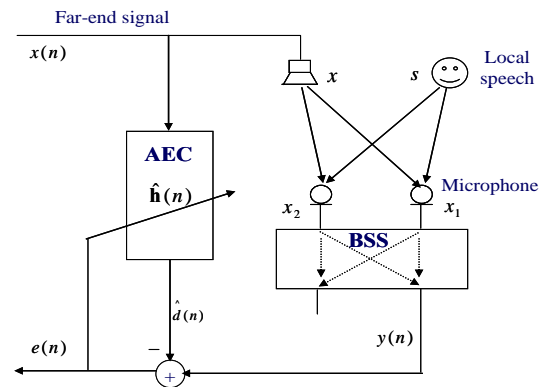 Far-end signal
x(n)
x
s
Local
speech
AEC
ĥ(n)
Microphone
x₂
x₁
BSS
d̂(n)
y(n)
e(n)
−
+